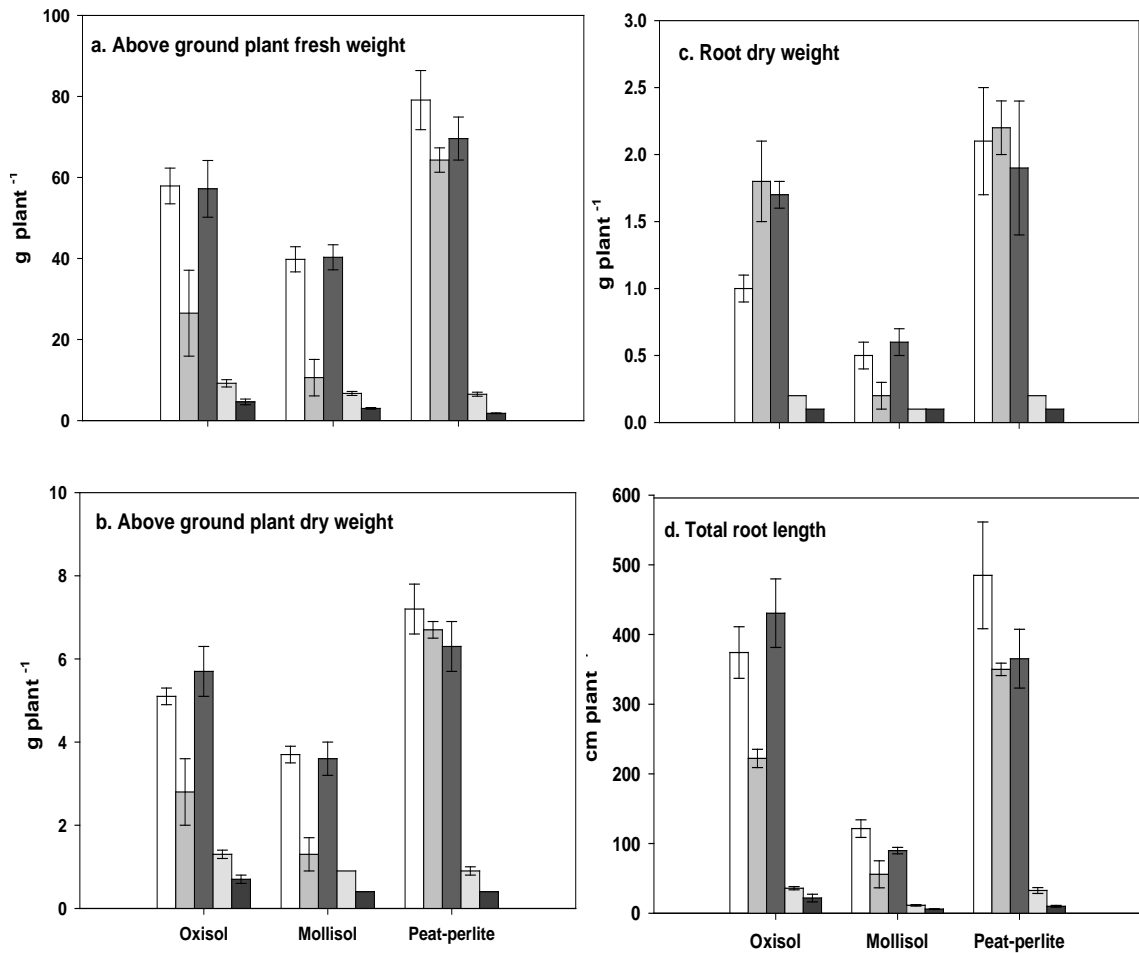 a. Above ground plant fresh weight
100
80
60
40
20
0
g plant -1
c. Root dry weight
3.0
2.5
2.0
1.5
1.0
0.5
0.0
g plant -1
b. Above ground plant dry weight
10
8
6
4
2
0
g plant -1
Oxisol Mollisol Peat-perlite
d. Total root length
600
500
400
300
200
100
0
cm plant
Oxisol Mollisol Peat-perlite